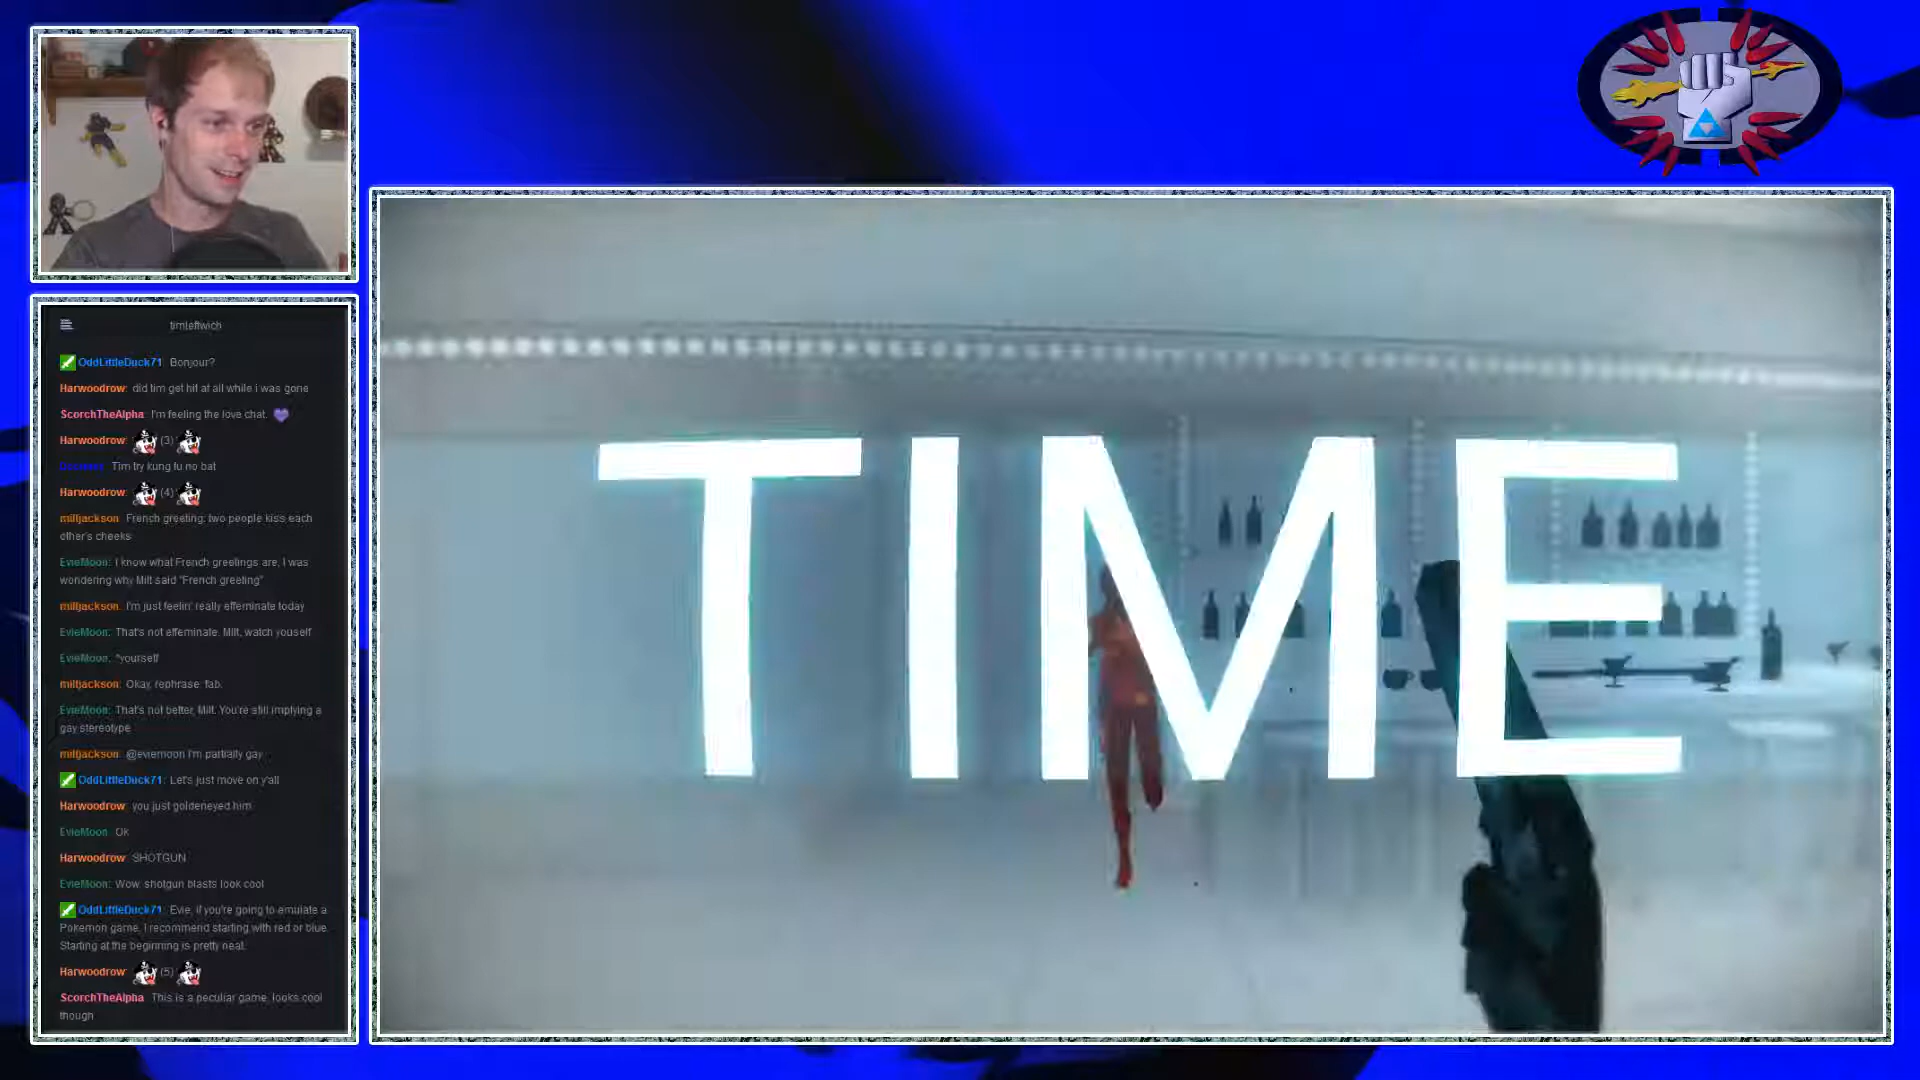 timleftwich
OddLittleDuck71: Bonjour?
Harwoodrow: did tim get hit at all while i was gone
ScorchTheAlpha: I'm feeling the love chat.
Harwoodrow: (3)
Tim try kung fu no bat
Harwoodrow: (4)
miltjackson: French greeting: two people kiss each
other's cheeks
EvieMoon: I know what French greetings are, I was
wondering why Milt said "French greeting"
miltjackson: I'm just feelin' really effeminate today
EvieMoon: That's not effeminate. Milt, watch youself
EvieMoon: *yourself
miltjackson: Okay, rephrase: fab.
EvieMoon: That's not better, Milt. You're still implying a
gay stereotype
miltjackson: @eviemoon I'm partially gay
OddLittleDuck71: Let's just move on y'all
Harwoodrow: you just goldeneyed him
EvieMoon: Ok
Harwoodrow: SHOTGUN
EvieMoon: Wow, shotgun blasts look cool
OddLittleDuck71: Evie, if you're going to emulate a
Pokemon game, I recommend starting with red or blue.
Starting at the beginning is pretty neat.
Harwoodrow: (5)
ScorchTheAlpha: This is a peculiar game, looks cool
though
TIME